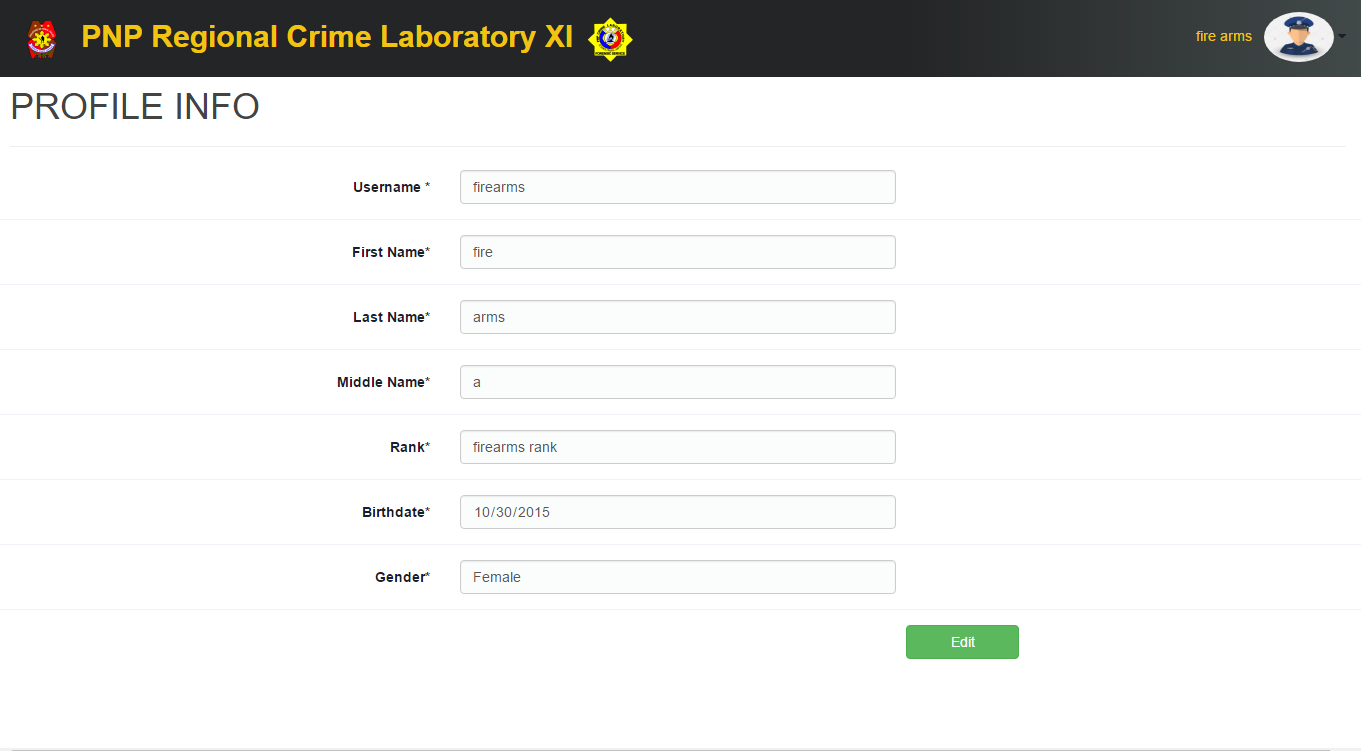 PNP Regional Crime Laboratory XI
fire arms
PROFILE INFO
Username * firearms
First Name* fire
Last Name* arms
Middle Name* a
Rank* firearms rank
Birthdate* 10/30/2015
Gender* Female
Edit